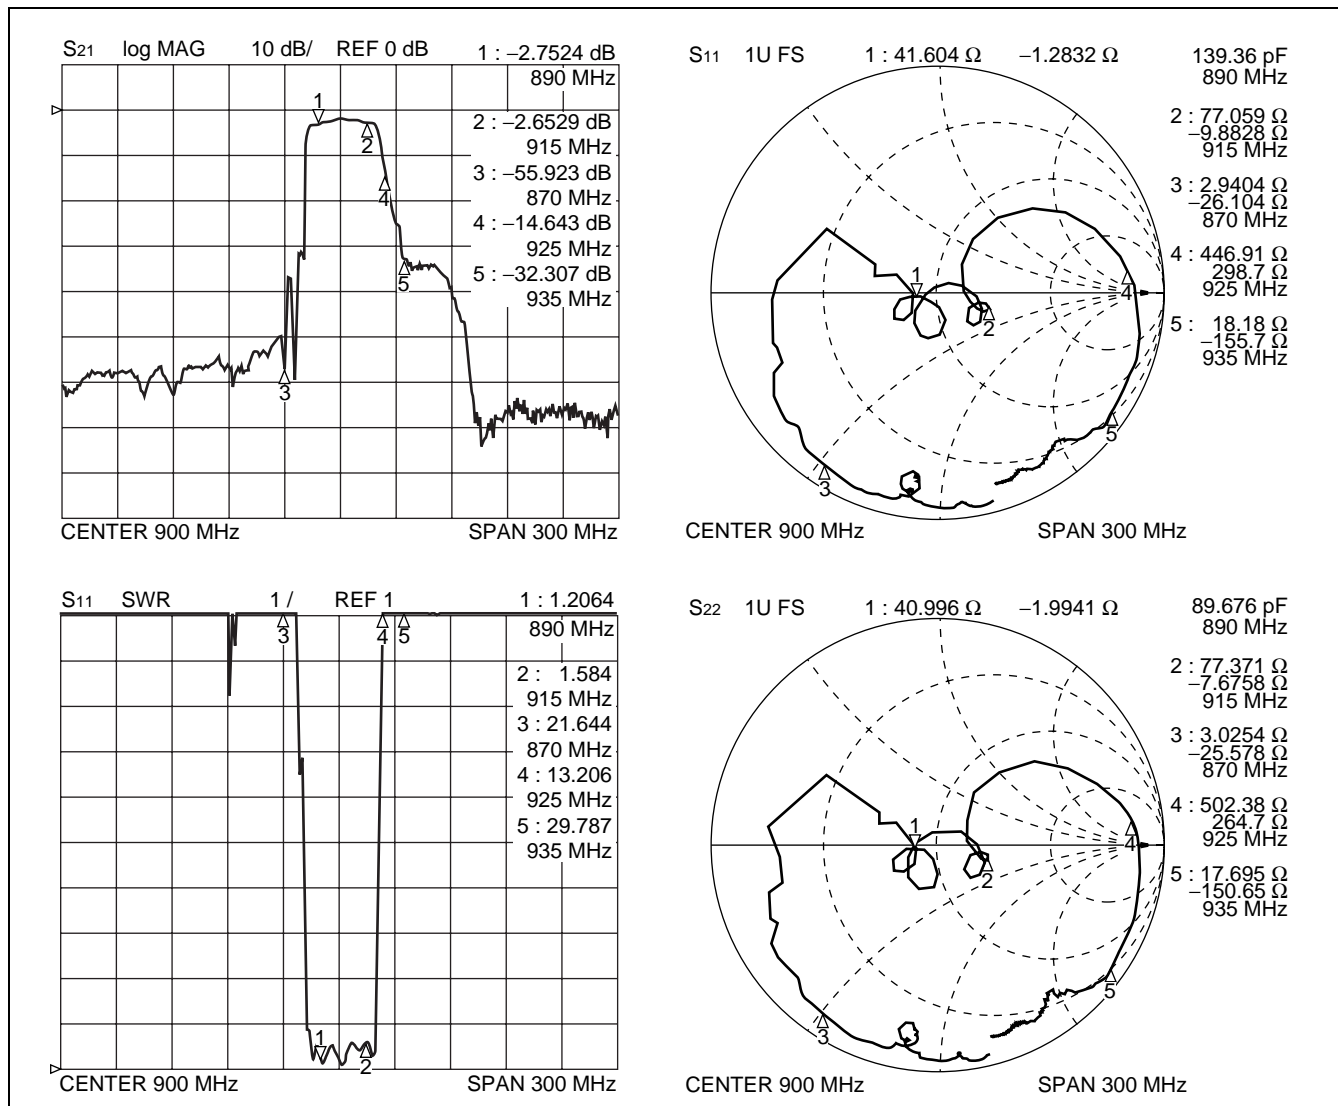 S21 log MAG 10 dB/ REF 0 dB 1 : −2.7524 dB
890 MHz
1
2 : −2.6529 dB
2
915 MHz
3 : −55.923 dB
870 MHz
4
4 : −14.643 dB
925 MHz
5 : −32.307 dB
5
935 MHz
3
CENTER 900 MHz SPAN 300 MHz
S11 1U FS 1 : 41.604 Ω −1.2832 Ω 139.36 pF
890 MHz
2 : 77.059 Ω
−9.8828 Ω
915 MHz
3 : 2.9404 Ω
−26.104 Ω
870 MHz
4 : 446.91 Ω
298.7 Ω
925 MHz
1
4
2
5 : 18.18 Ω
−155.7 Ω
935 MHz
5
3
CENTER 900 MHz SPAN 300 MHz
S11 SWR 1 / REF 1 1 : 1.2064
890 MHz
3 4 5
2 : 1.584
915 MHz
3 : 21.644
870 MHz
4 : 13.206
925 MHz
5 : 29.787
935 MHz
1
2
CENTER 900 MHz SPAN 300 MHz
S22 1U FS 1 : 40.996 Ω −1.9941 Ω 89.676 pF
890 MHz
2 : 77.371 Ω
−7.6758 Ω
915 MHz
3 : 3.0254 Ω
−25.578 Ω
870 MHz
4 : 502.38 Ω
264.7 Ω
925 MHz
1
4
2
5 : 17.695 Ω
−150.65 Ω
935 MHz
5
3
CENTER 900 MHz SPAN 300 MHz